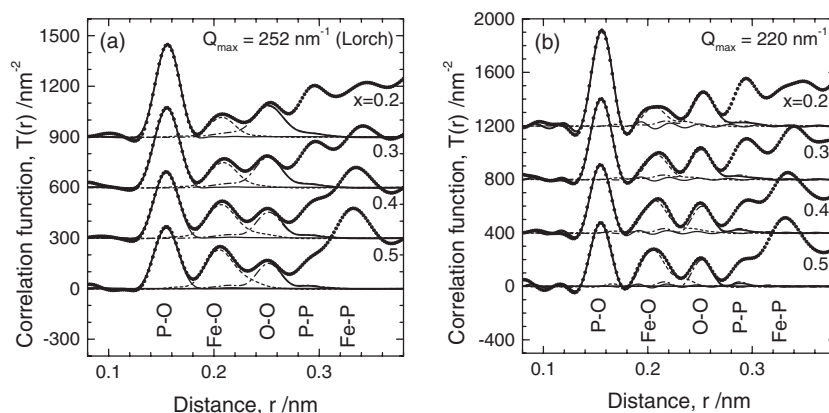 (a)
Q_max = 252 nm⁻¹ (Lorch)
Correlation function, T(r) /nm⁻²
1500
1200
900
600
300
0
-300
x=0.2
0.3
0.4
0.5
P-O
Fe-O
O-O
P-P
Fe-P
0.1
0.2
0.3
Distance, r /nm
(b)
Q_max = 220 nm⁻¹
Correlation function, T(r) /nm⁻²
2000
1600
1200
800
400
0
-400
x=0.2
0.3
0.4
0.5
P-O
Fe-O
O-O
P-P
Fe-P
0.1
0.2
0.3
Distance, r /nm